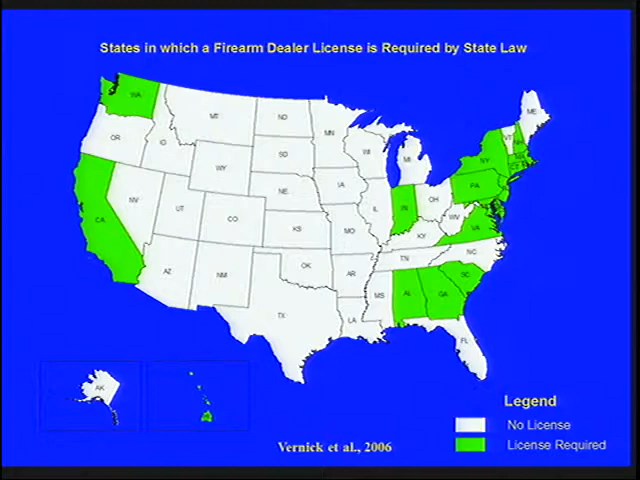 States in which a Firearm Dealer License is Required by State Law
WA
MT
ND
MN
ME
OR
ID
SD
WI
MI
VT
NY
WY
IA
PA
NE
NV
UT
CO
IL
IN
OH
WV
VA
CA
KS
MO
KY
NC
AZ
NM
OK
AR
TN
SC
TX
MS
AL
GA
LA
FL
AK
Legend
No License
License Required
Vernick et al., 2006